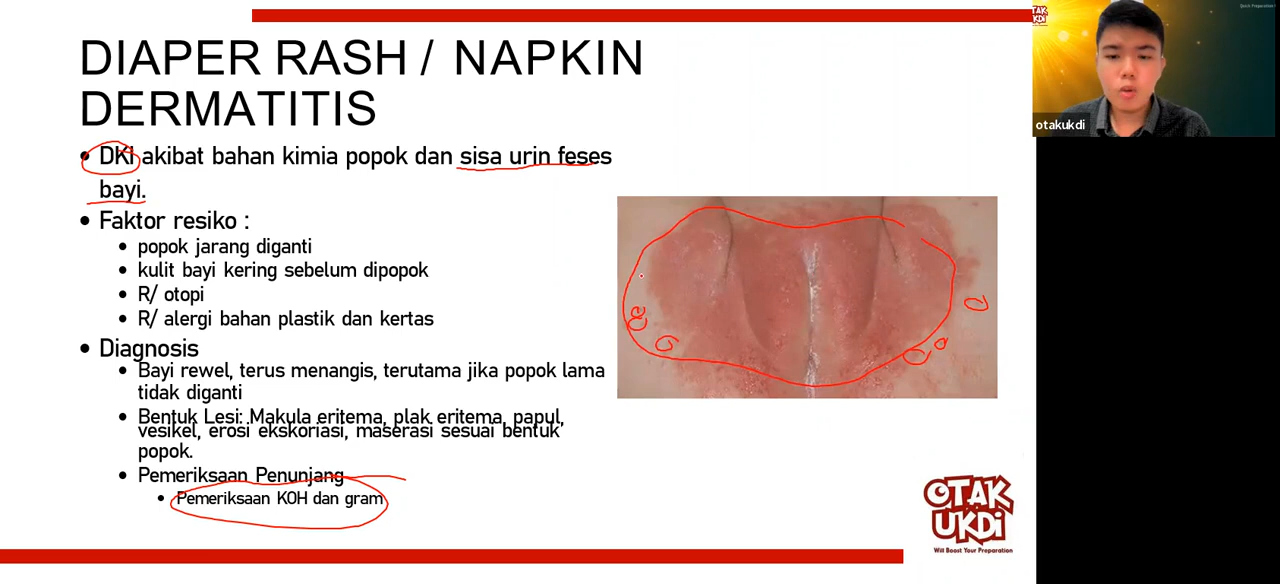 DIAPER RASH / NAPKIN
DERMATITIS
• DKI akibat bahan kimia popok dan sisa urin feses
bayi.
• Faktor resiko :
• popok jarang diganti
• kulit bayi kering sebelum dipopok
• R/ otopi
• R/ alergi bahan plastik dan kertas
• Diagnosis
• Bayi rewel, terus menangis, terutama jika popok lama
tidak diganti
• Bentuk Lesi: Makula eritema, plak eritema, papul,
vesikel, erosi ekskoriasi, maserasi sesuai bentuk
popok.
• Pemeriksaan Penunjang
• Pemeriksaan KOH dan gram
OTAK
UKDi
Will Boost Your Preparation
otakukdi